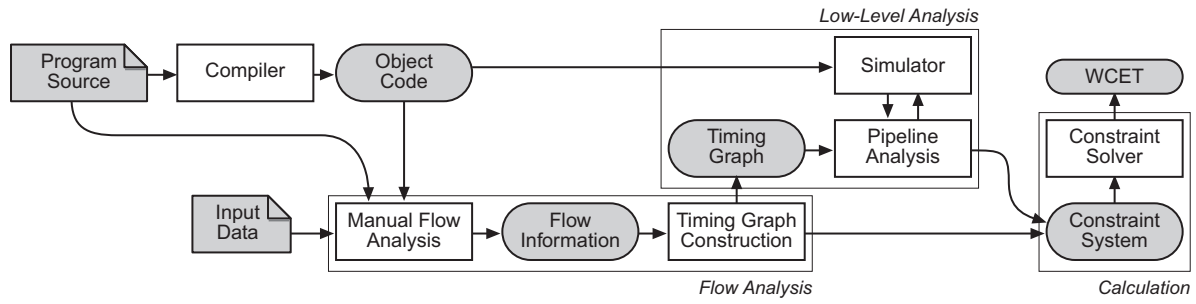 Low-Level Analysis
Program
Source
Compiler
Object
Code
Simulator
WCET
Timing
Graph
Pipeline
Analysis
Constraint
Solver
Input
Data
Manual Flow
Analysis
Flow
Information
Timing Graph
Construction
Constraint
System
Flow Analysis
Calculation